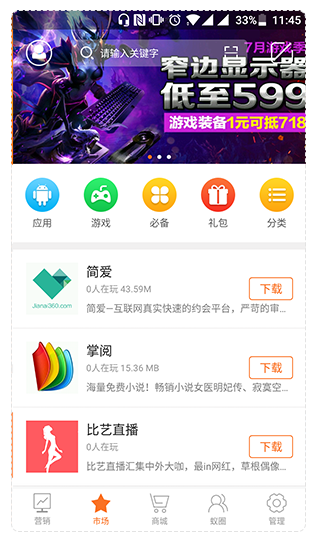 33% 11:45
7月游戏季
请输入关键字
窄边显示器
低至599
游戏装备1元可抵718
应用 游戏 必备 礼包 分类
简爱
0人在玩 43.59M
下载
简爱—互联网真实快速的约会平台，严苛的审...
Jianai360.com
掌阅
0人在玩 15.36 MB
下载
海量免费小说！畅销小说女医明妃传、寂寞空...
比艺直播
0人在玩
下载
比艺直播汇集中外大咖，最in网红，草根偶像...
营销 市场 商城 蚁圈 管理